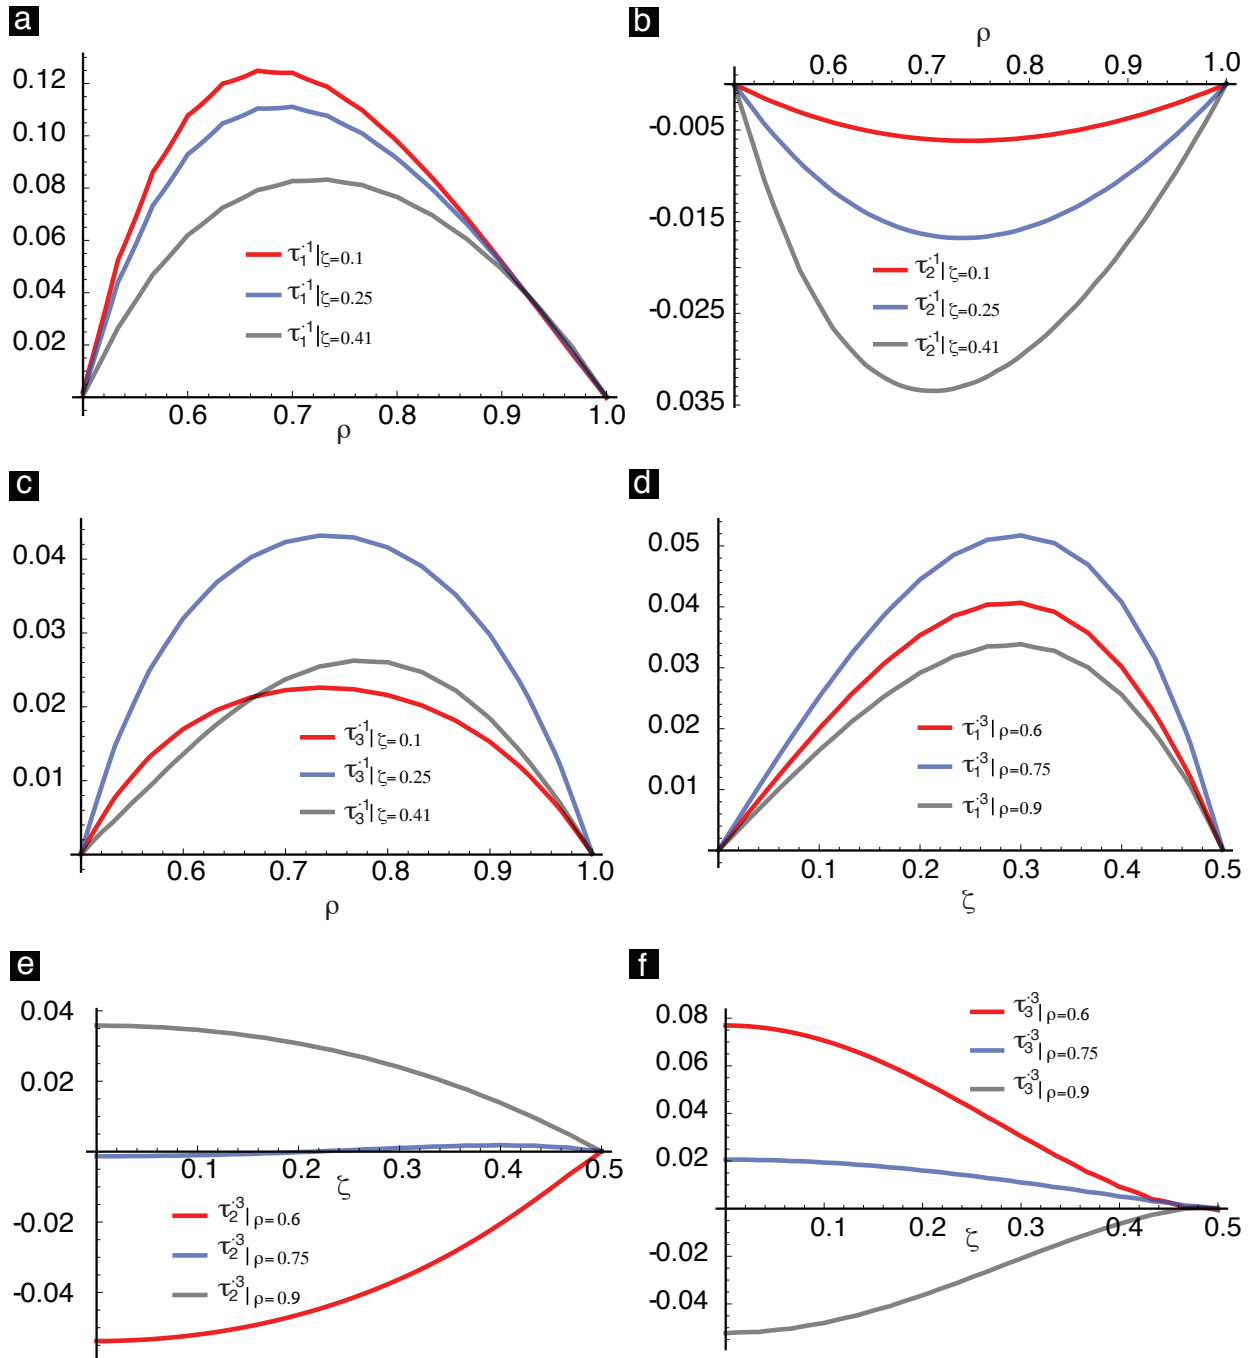 a
0.12
0.10
0.08
0.06
0.04
0.02
0.6 0.7 0.8 0.9 1.0
ρ
τ₁·¹|ζ=0.1
τ₁·¹|ζ=0.25
τ₁·¹|ζ=0.41
b
ρ
0.6 0.7 0.8 0.9 1.0
-0.005
-0.015
-0.025
0.035
τ₂·¹|ζ=0.1
τ₂·¹|ζ=0.25
τ₂·¹|ζ=0.41
c
0.04
0.03
0.02
0.01
0.6 0.7 0.8 0.9 1.0
ρ
τ₃·¹|ζ=0.1
τ₃·¹|ζ=0.25
τ₃·¹|ζ=0.41
d
0.05
0.04
0.03
0.02
0.01
0.1 0.2 0.3 0.4 0.5
ζ
τ₁·³|ρ=0.6
τ₁·³|ρ=0.75
τ₁·³|ρ=0.9
e
0.04
0.02
-0.02
-0.04
0.1 0.2 0.3 0.4 0.5
ζ
τ₂·³|ρ=0.6
τ₂·³|ρ=0.75
τ₂·³|ρ=0.9
f
0.08
0.06
0.04
0.02
-0.02
-0.04
0.1 0.2 0.3 0.4 0.5
ζ
τ₃·³|ρ=0.6
τ₃·³|ρ=0.75
τ₃·³|ρ=0.9